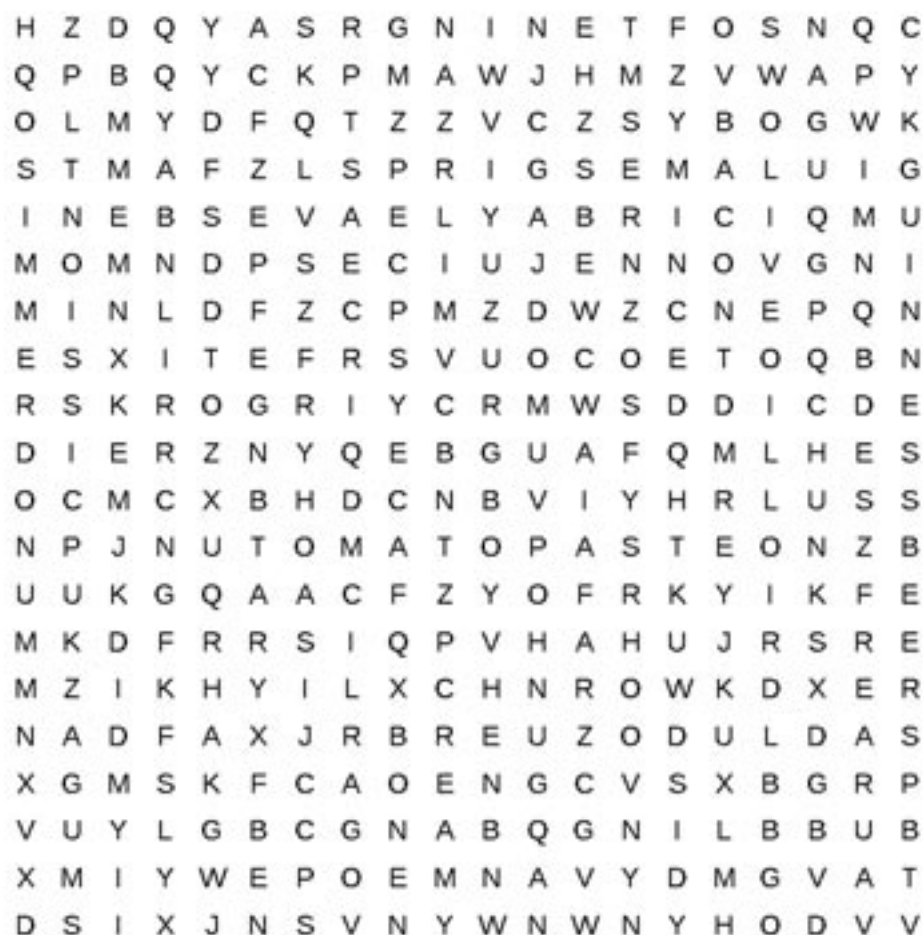 H Z D Q Y A S R G N I N E T F O S N Q C
Q P B Q Y C K P M A W J H M Z V W A P Y
O L M Y D F Q T Z Z V C Z S Y B O G W K
S T M A F Z L S P R I G S E M A L U I G
I N E B S E V A E L Y A B R I C I Q M U
M O M N D P S E C I U J E N N O V G N I
M I N L D F Z C P M Z D W Z C N E P Q N
E S X I T E F R S V U O C O E T O Q B N
R S K R O G R I Y C R M W S D D I C D E
D I E R Z N Y Q E B G U A F Q M L H E S
O C M C X B H D C N B V I Y H R L U S S
N P J N U T O M A T O P A S T E O N Z B
U U K G Q A A C F Z Y O F R K Y I K F E
M K D F R R S I Q P V H A H U J R S R E
M Z I K H Y I L X C H N R O W K D X E R
N A D F A X J R B R E U Z O D U L D A S
X G M S K F C A O E N G C V S X B G R P
V U Y L G B C G N A B Q G N I L B B U B
X M I Y W E P O E M N A V Y D M G V A T
D S I X J N S V N Y W N W N Y H O D V V